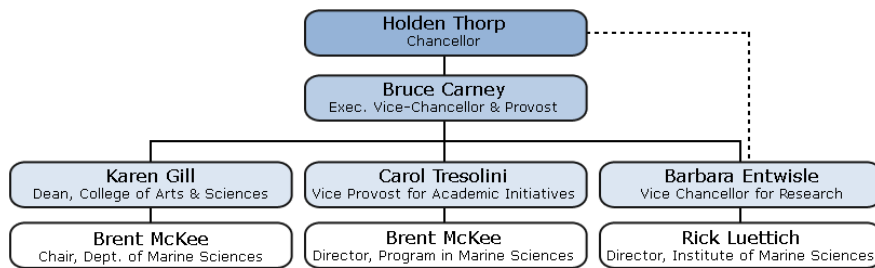 Holden Thorp
Chancellor
Bruce Carney
Exec. Vice-Chancellor & Provost
Karen Gill
Dean, College of Arts & Sciences
Carol Tresolini
Vice Provost for Academic Initiatives
Barbara Entwisle
Vice Chancellor for Research
Brent McKee
Chair, Dept. of Marine Sciences
Brent McKee
Director, Program in Marine Sciences
Rick Luettich
Director, Institute of Marine Sciences